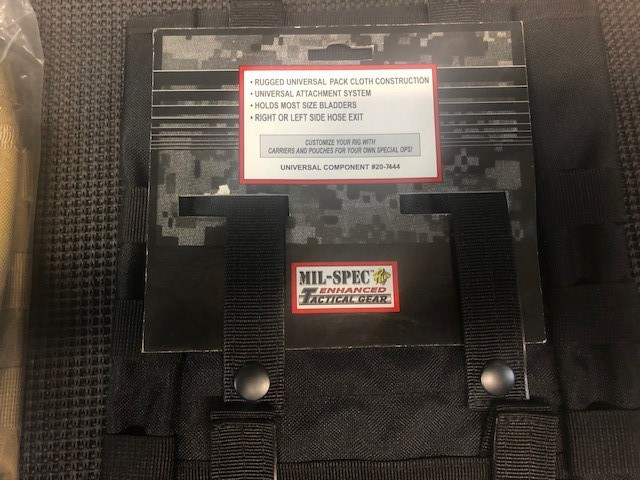 • RUGGED UNIVERSAL PACK CLOTH CONSTRUCTION
• UNIVERSAL ATTACHMENT SYSTEM
• HOLDS MOST SIZE BLADDERS
• RIGHT OR LEFT SIDE HOSE EXIT
CUSTOMIZE YOUR RIG WITH
CARRIERS AND POUCHES FOR YOUR OWN SPECIAL OPS!
UNIVERSAL COMPONENT #20-7444
MIL-SPEC
ENHANCED
TACTICAL GEAR